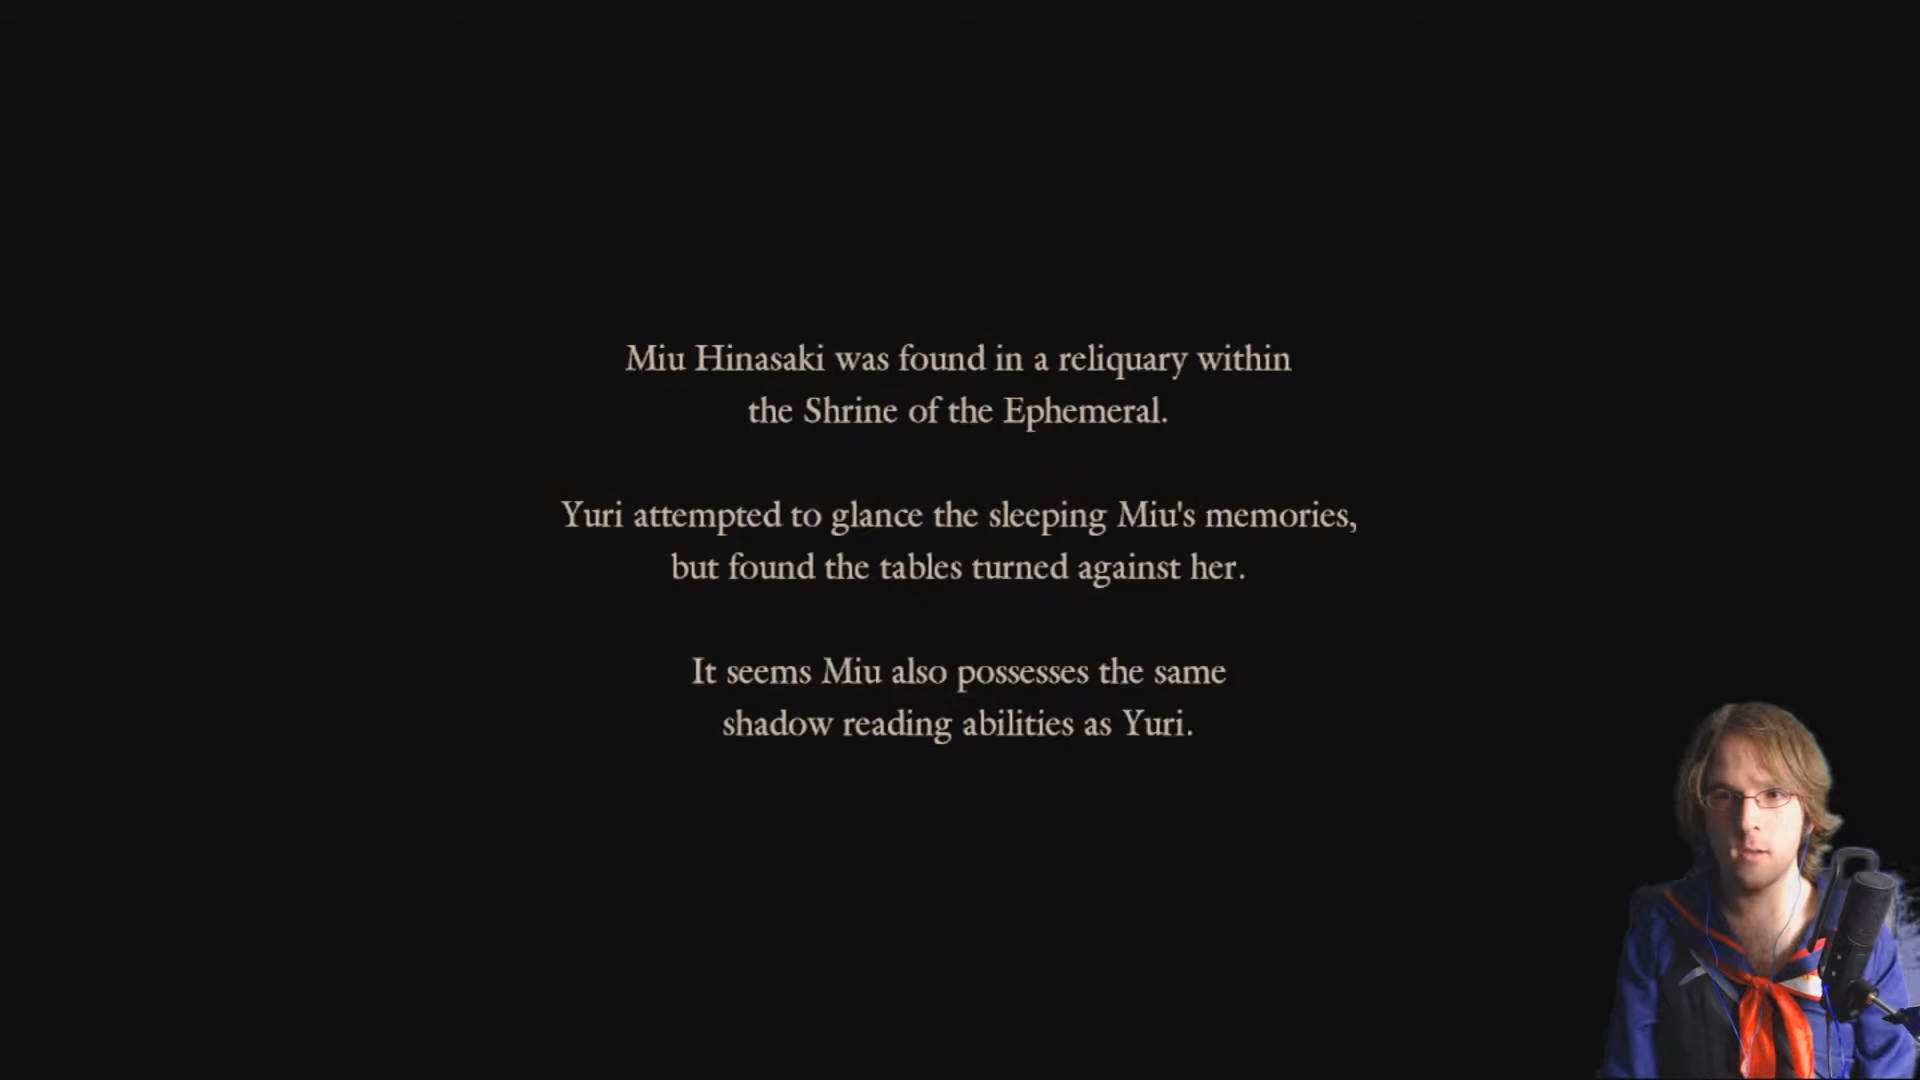 Miu Hinasaki was found in a reliquary within
the Shrine of the Ephemeral.
Yuri attempted to glance the sleeping Miu's memories,
but found the tables turned against her.
It seems Miu also possesses the same
shadow reading abilities as Yuri.